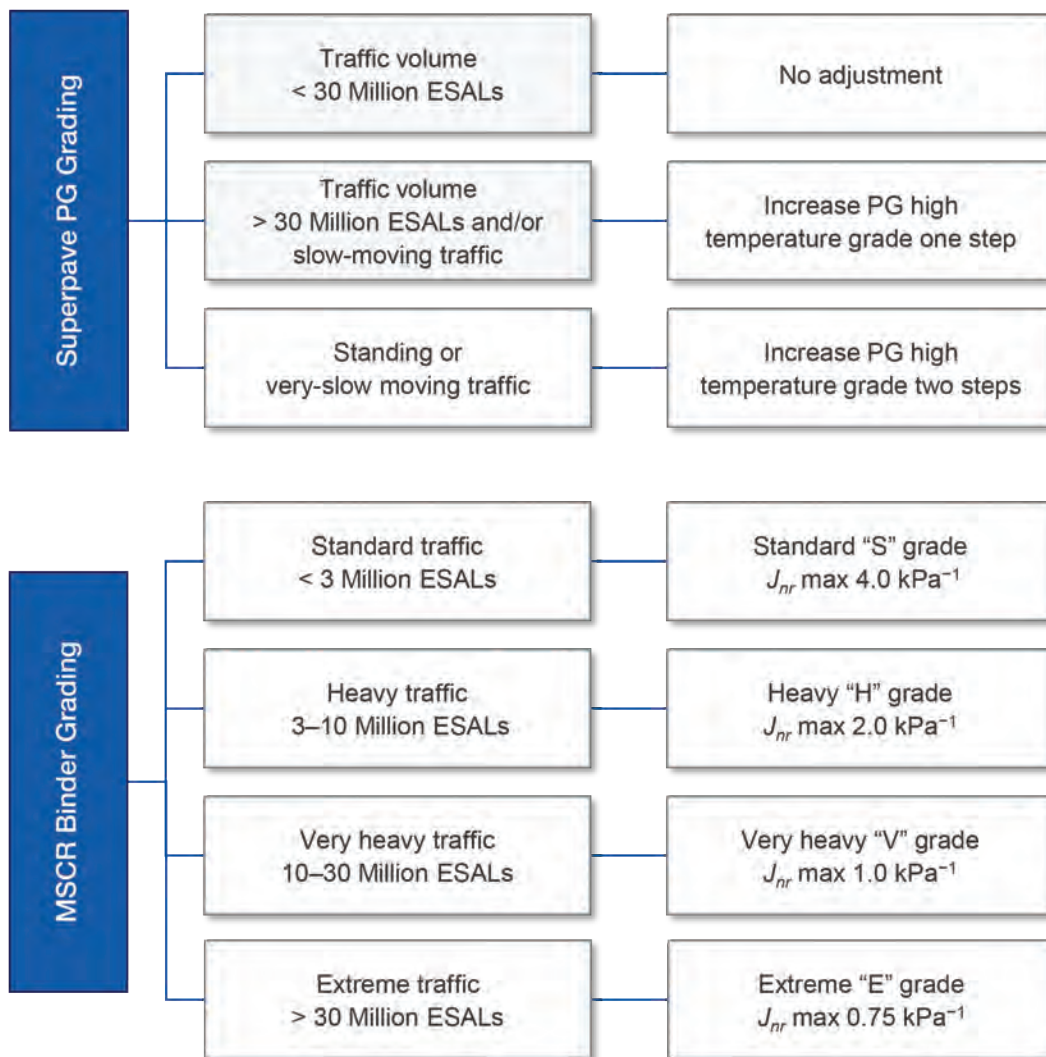 Superpave PG Grading
Traffic volume
< 30 Million ESALs
No adjustment
Traffic volume
> 30 Million ESALs and/or
slow-moving traffic
Increase PG high
temperature grade one step
Standing or
very-slow moving traffic
Increase PG high
temperature grade two steps
MSCR Binder Grading
Standard traffic
< 3 Million ESALs
Standard “S” grade
Jnr max 4.0 kPa⁻¹
Heavy traffic
3–10 Million ESALs
Heavy “H” grade
Jnr max 2.0 kPa⁻¹
Very heavy traffic
10–30 Million ESALs
Very heavy “V” grade
Jnr max 1.0 kPa⁻¹
Extreme traffic
> 30 Million ESALs
Extreme “E” grade
Jnr max 0.75 kPa⁻¹